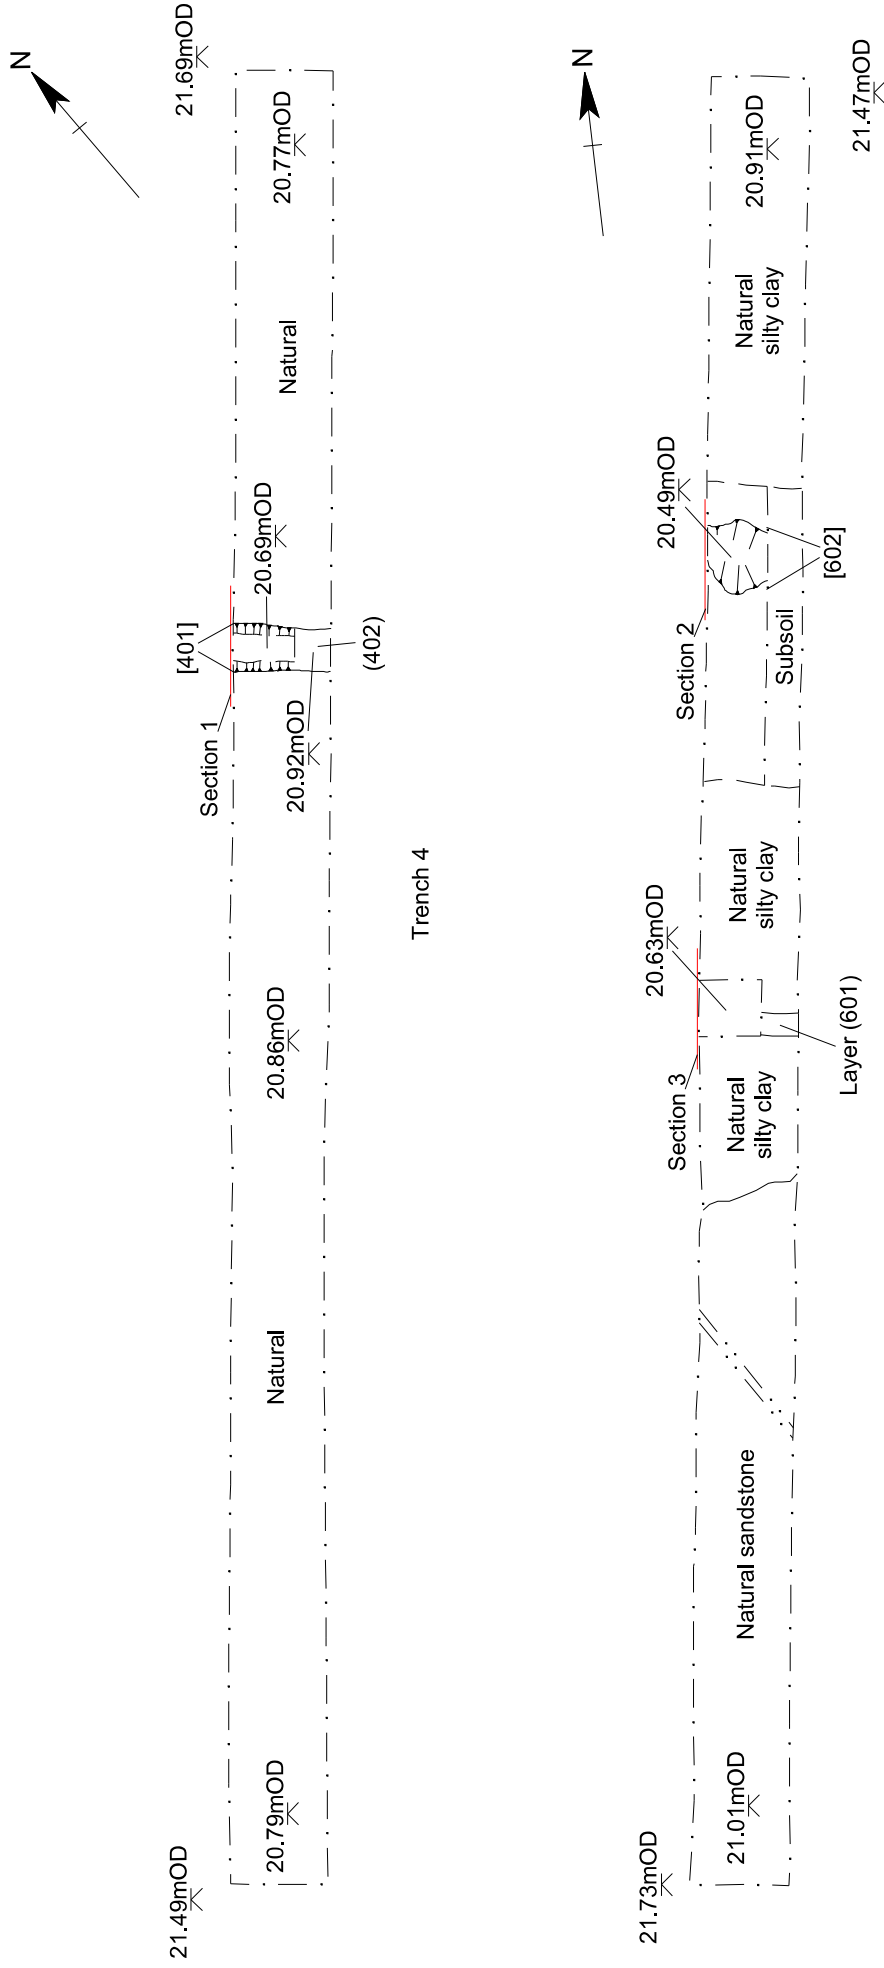 N
21.69mOD
20.77mOD
Natural
20.69mOD
[401]
(402)
Section 1
20.92mOD
Trench 4
20.86mOD
Natural
20.79mOD
21.49mOD
N
21.47mOD
20.91mOD
Natural
silty clay
20.49mOD
[602]
Section 2
Subsoil
Natural
silty clay
20.63mOD
Layer (601)
Section 3
Natural
silty clay
Natural sandstone
21.01mOD
21.73mOD